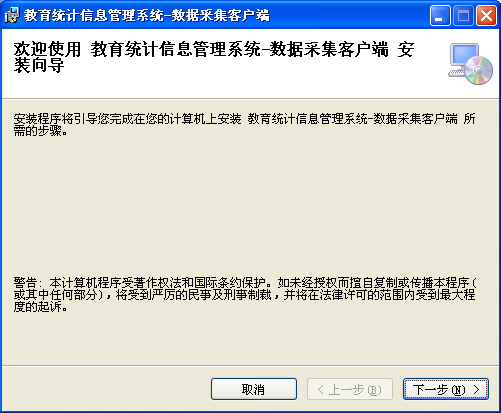 教育统计信息管理系统-数据采集客户端
欢迎使用 教育统计信息管理系统-数据采集客户端 安
装向导
安装程序将引导您完成在您的计算机上安装 教育统计信息管理系统-数据采集客户端 所
需的步骤。
警告: 本计算机程序受著作权法和国际条约保护。如未经授权而擅自复制或传播本程序(
或其中任何部分)，将受到严厉的民事及刑事制裁，并将在法律许可的范围内受到最大程
度的起诉。
取消
< 上一步(B)
下一步(N) >